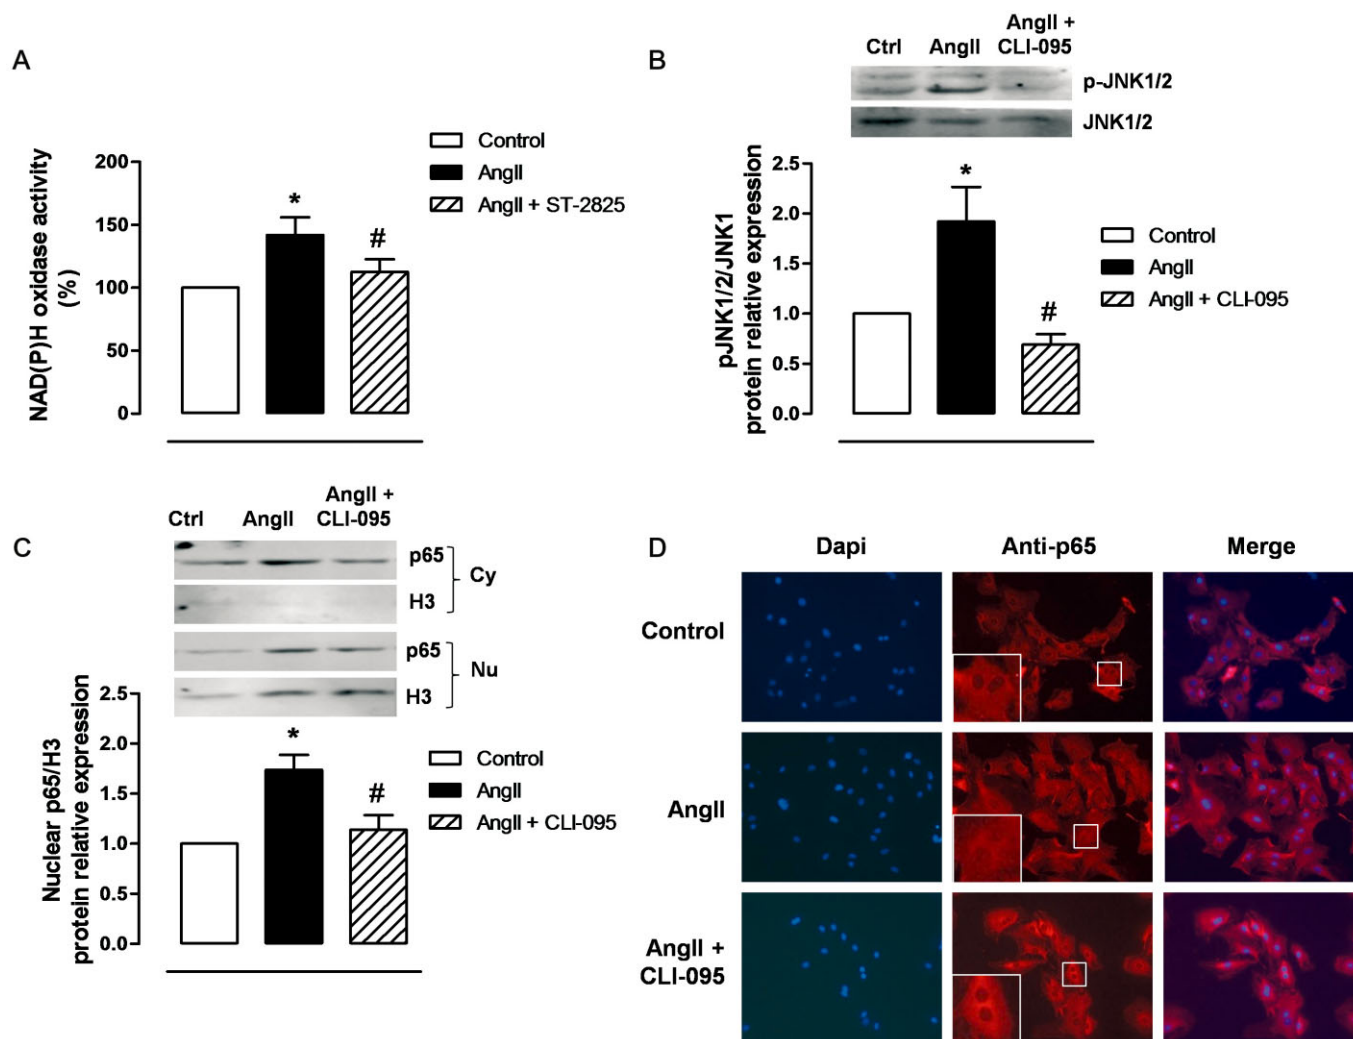 A
NAD(P)H oxidase activity
(%)
200
150
100
50
0
*
#
Control
AngII
AngII + ST-2825
B
Ctrl
AngII
AngII +
CLI-095
p-JNK1/2
JNK1/2
pJNK1/2/JNK1
protein relative expression
2.5
2.0
1.5
1.0
0.5
0.0
*
#
Control
AngII
AngII + CLI-095
C
Ctrl
AngII
AngII +
CLI-095
p65
H3
Cy
p65
H3
Nu
Nuclear p65/H3
protein relative expression
2.5
2.0
1.5
1.0
0.5
0.0
*
#
Control
AngII
AngII + CLI-095
D
Dapi
Anti-p65
Merge
Control
AngII
AngII +
CLI-095